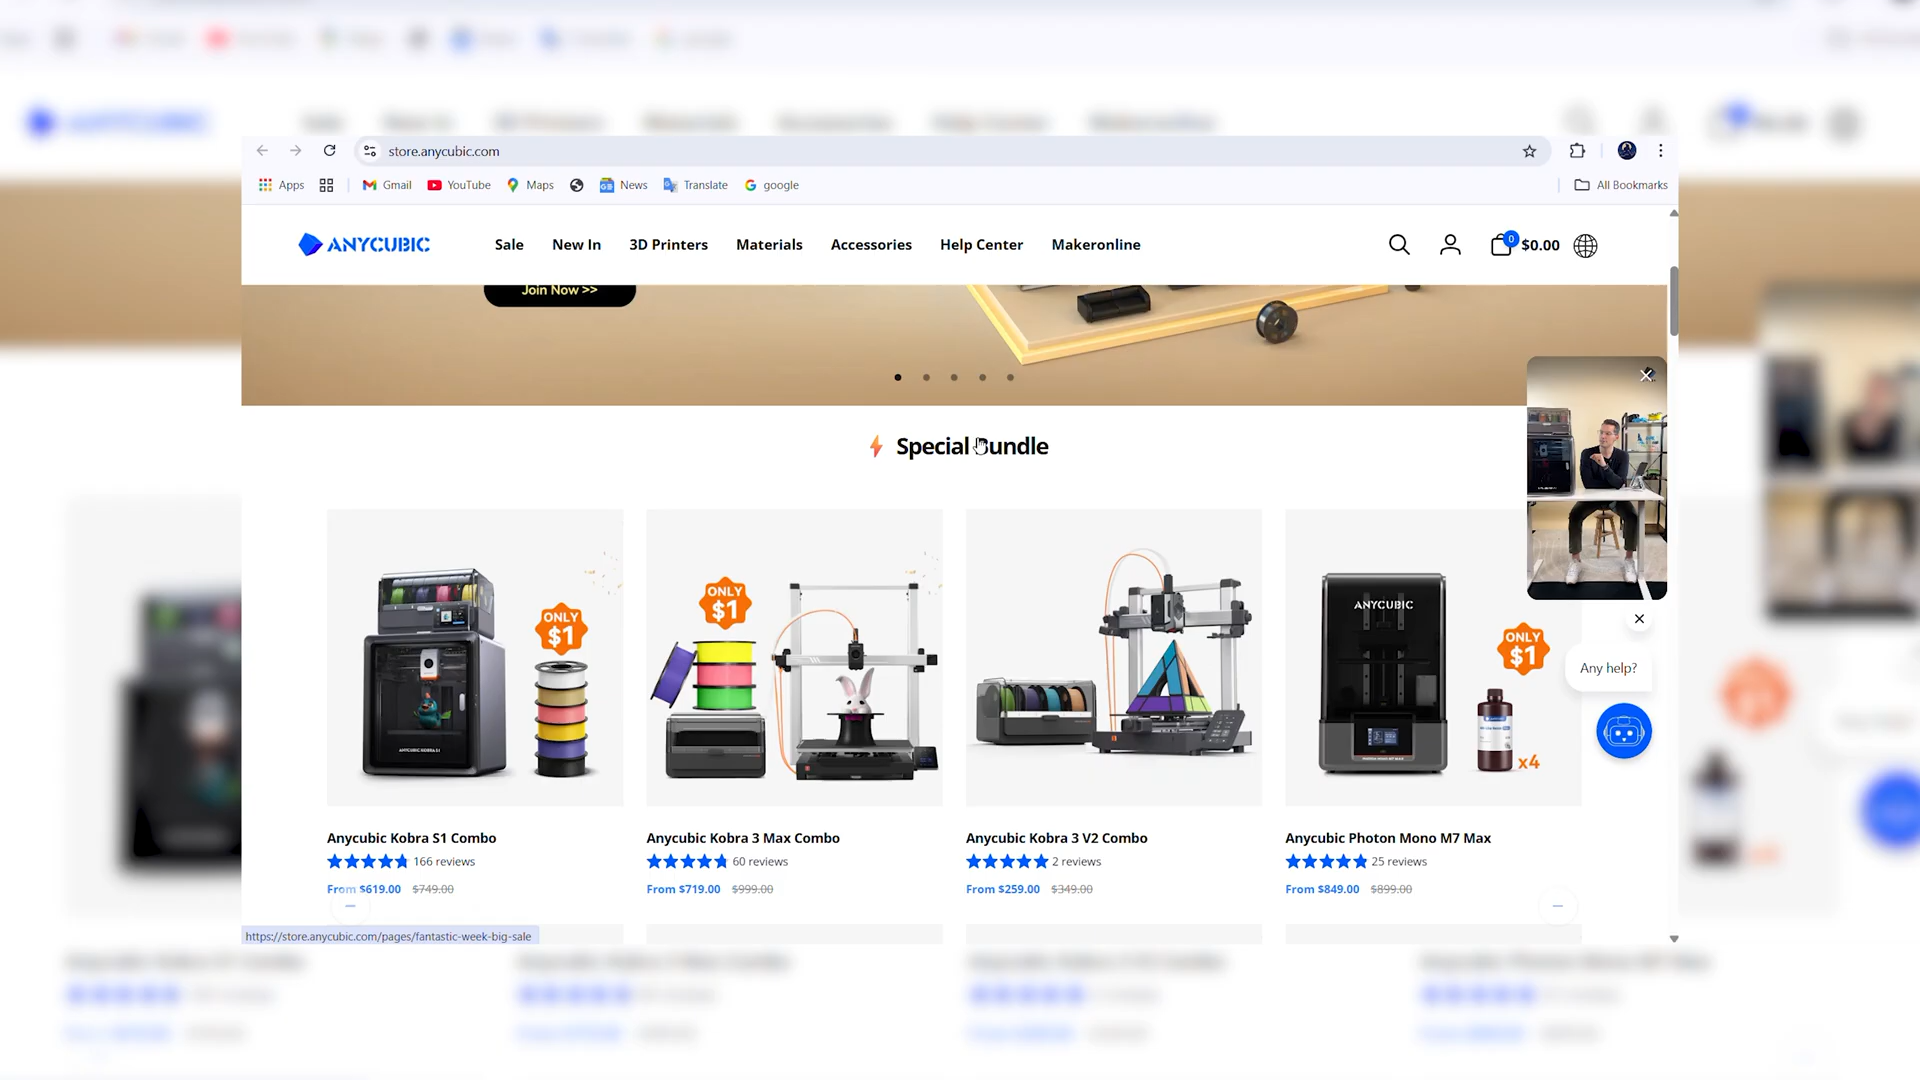 store.anycubic.com
Apps Gmail YouTube Maps News Translate google All Bookmarks
ANYCUBIC Sale New In 3D Printers Materials Accessories Help Center Makeronline 0 $0.00
Join Now >>
Special Bundle
ONLY $1
ANYCUBIC KOBRA S1
ONLY $1
ANYCUBIC
ONLY $1
x4
Any help?
Anycubic Kobra S1 Combo
166 reviews
From $619.00 $749.00
Anycubic Kobra 3 Max Combo
60 reviews
From $719.00 $999.00
Anycubic Kobra 3 V2 Combo
2 reviews
From $259.00 $349.00
Anycubic Photon Mono M7 Max
25 reviews
From $849.00 $899.00
https://store.anycubic.com/pages/fantastic-week-big-sale